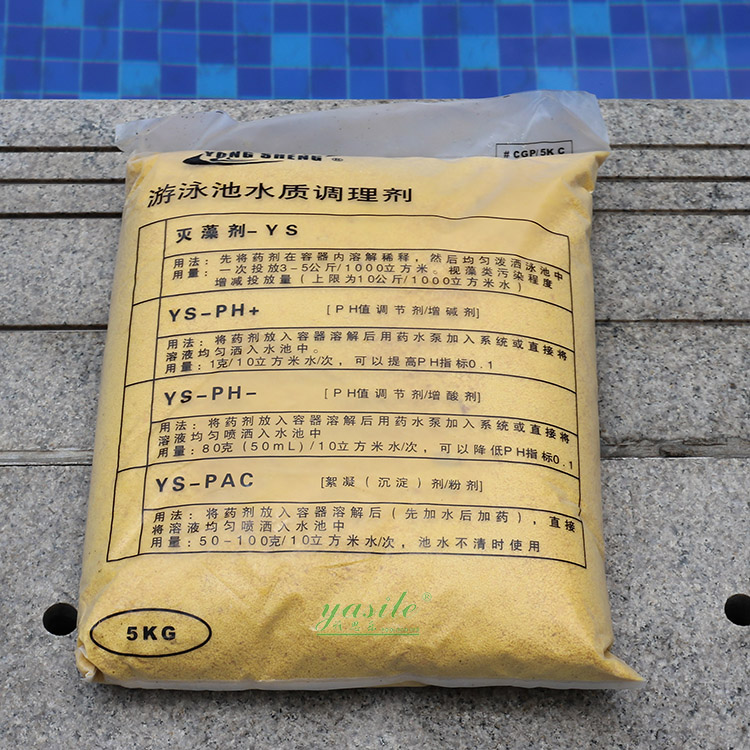 YONG SHENG ®
# CGP/5K C
游泳池水质调理剂
灭藻剂-YS
用法：先将药剂在容器内溶解稀释，然后均匀泼洒泳池中
用量：一次投放3-5公斤/1000立方米。视藻类污染程度
增减投放量（上限为10公斤/1000立方米水）
YS-PH+ [PH值调节剂/增碱剂]
用法：将药剂放入容器溶解后用药水泵加入系统或直接将
溶液均匀洒入水池中。
用量：1克/10立方米水/次，可以提高PH指标0.1
YS-PH- [PH值调节剂/增酸剂]
用法：将药剂放入容器溶解后用药水泵加入系统或直接将
溶液均匀喷洒入水池中
用量：80克(50mL)/10立方米水/次，可以降低PH指标0.1
YS-PAC [絮凝（沉淀）剂/粉剂]
用法：将药剂放入容器溶解后（先加水后加药），直接
将溶液均匀喷洒入水池中
用量：50-100克/10立方米水/次，池水不清时使用
5KG
yasite®